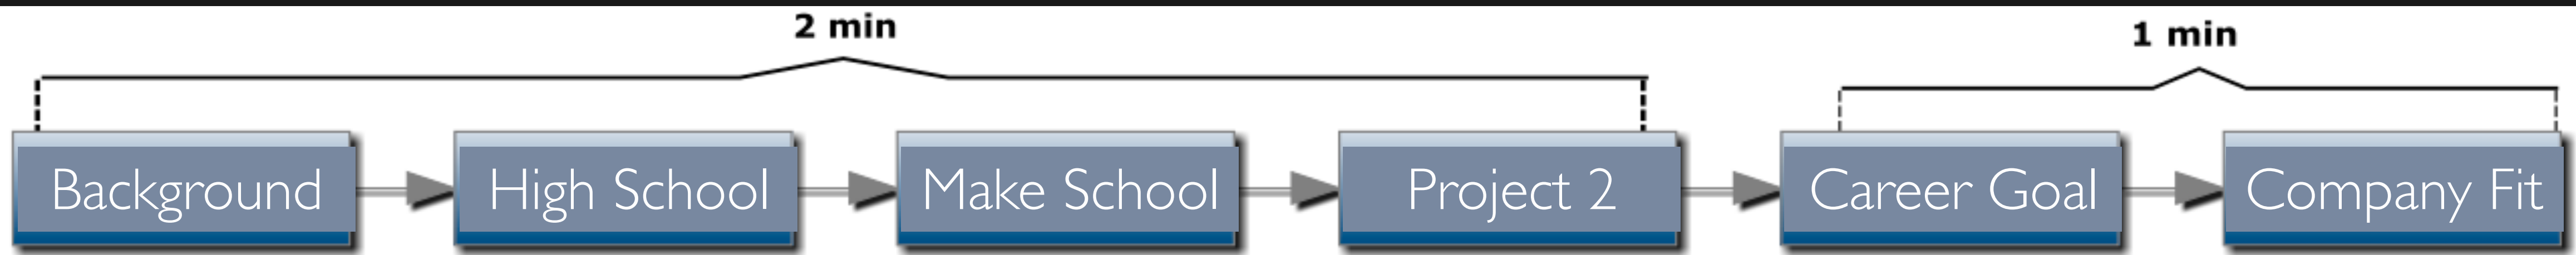 2 min
1 min
Background
High School
Make School
Project 2
Career Goal
Company Fit